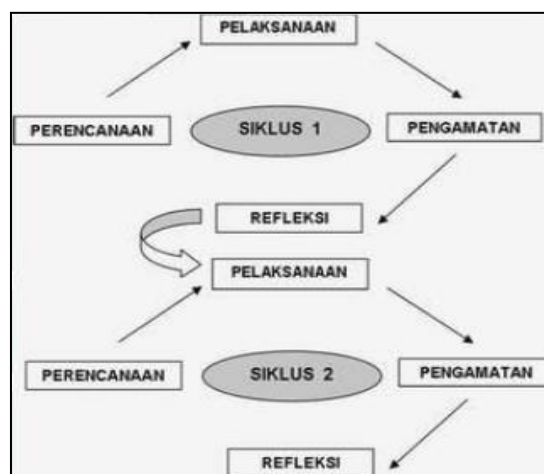 PELAKSANAAN
PERENCANAAN
SIKLUS 1
PENGAMATAN
REFLEKSI
PELAKSANAAN
PERENCANAAN
SIKLUS 2
PENGAMATAN
REFLEKSI